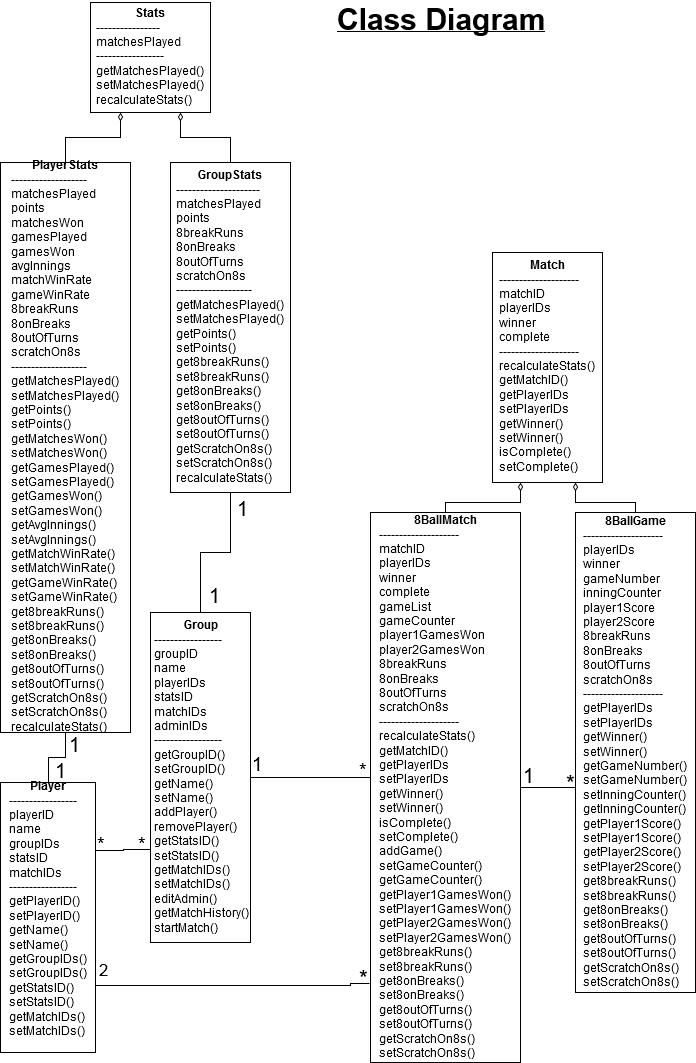 Class Diagram
Stats
----------------
matchesPlayed
-----------------
getMatchesPlayed()
setMatchesPlayed()
recalculateStats()
PlayerStats
-------------------
matchesPlayed
points
matchesWon
gamesPlayed
gamesWon
avgInnings
matchWinRate
gameWinRate
8breakRuns
8onBreaks
8outOfTurns
scratchOn8s
-------------------
getMatchesPlayed()
setMatchesPlayed()
getPoints()
setPoints()
getMatchesWon()
setMatchesWon()
getGamesPlayed()
setGamesPlayed()
getGamesWon()
setGamesWon()
getAvgInnings()
setAvgInnings()
getMatchWinRate()
setMatchWinRate()
getGameWinRate()
setGameWinRate()
get8breakRuns()
set8breakRuns()
get8onBreaks()
set8onBreaks()
get8outOfTurns()
set8outOfTurns()
getScratchOn8s()
setScratchOn8s()
recalculateStats()
GroupStats
---------------------
matchesPlayed
points
8breakRuns
8onBreaks
8outOfTurns
scratchOn8s
-------------------
getMatchesPlayed()
setMatchesPlayed()
getPoints()
setPoints()
get8breakRuns()
set8breakRuns()
get8onBreaks()
set8onBreaks()
get8outOfTurns()
set8outOfTurns()
getScratchOn8s()
setScratchOn8s()
recalculateStats()
Match
--------------------
matchID
playerIDs
winner
complete
--------------------
recalculateStats()
getMatchID()
getPlayerIDs
setPlayerIDs
getWinner()
setWinner()
isComplete()
setComplete()
1
1
Group
-----------------
groupID
name
playerIDs
statsID
matchIDs
adminIDs
-----------------
getGroupID()
setGroupID()
getName()
setName()
addPlayer()
removePlayer()
getStatsID()
setStatsID()
getMatchIDs()
setMatchIDs()
editAdmin()
getMatchHistory()
startMatch()
8BallMatch
--------------------
matchID
playerIDs
winner
complete
gameList
gameCounter
player1GamesWon
player2GamesWon
8breakRuns
8onBreaks
8outOfTurns
scratchOn8s
--------------------
recalculateStats()
getMatchID()
getPlayerIDs
setPlayerIDs
getWinner()
setWinner()
isComplete()
setComplete()
addGame()
setGameCounter()
getGameCounter()
getPlayer1GamesWon()
setPlayer1GamesWon()
getPlayer2GamesWon()
setPlayer2GamesWon()
get8breakRuns()
set8breakRuns()
get8onBreaks()
set8onBreaks()
get8outOfTurns()
set8outOfTurns()
getScratchOn8s()
setScratchOn8s()
8BallGame
--------------------
playerIDs
winner
gameNumber
inningCounter
player1Score
player2Score
8breakRuns
8onBreaks
8outOfTurns
scratchOn8s
--------------------
getPlayerIDs
setPlayerIDs
getWinner()
setWinner()
getGameNumber()
setGameNumber()
setInningCounter()
getInningCounter()
getPlayer1Score()
setPlayer1Score()
getPlayer2Score()
setPlayer2Score()
get8breakRuns()
set8breakRuns()
get8onBreaks()
set8onBreaks()
get8outOfTurns()
set8outOfTurns()
getScratchOn8s()
setScratchOn8s()
1
1
1
*
1
*
Player
-----------------
playerID
name
groupIDs
statsID
matchIDs
-----------------
getPlayerID()
setPlayerID()
getName()
setName()
getGroupIDs()
setGroupIDs()
getStatsID()
setStatsID()
getMatchIDs()
setMatchIDs()
*
*
2
*